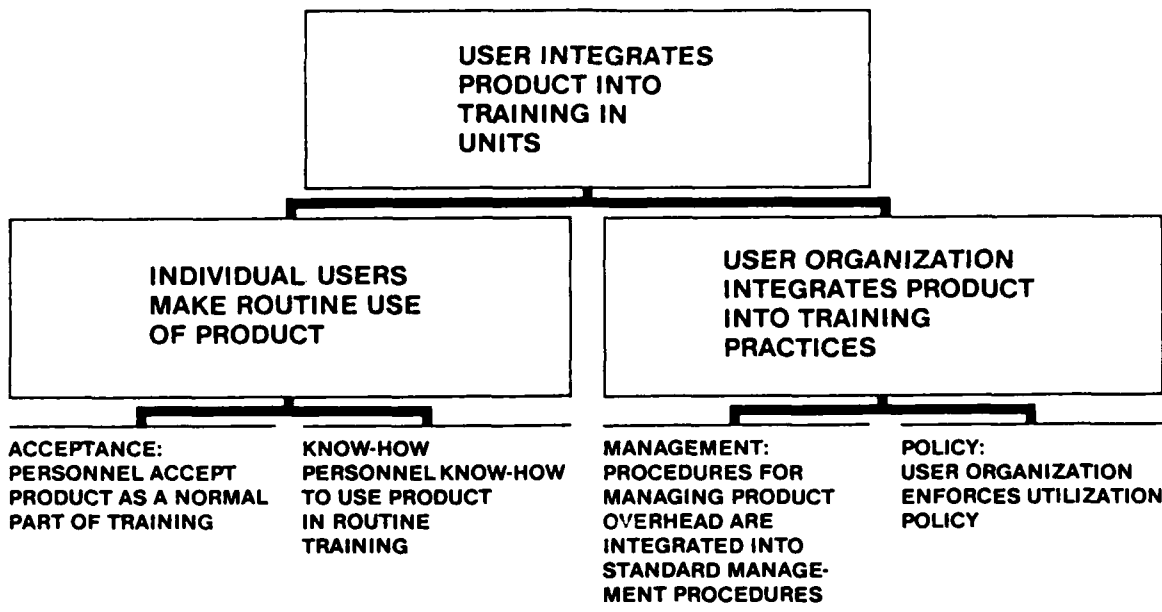 USER INTEGRATES
PRODUCT INTO
TRAINING IN
UNITS
INDIVIDUAL USERS
MAKE ROUTINE USE
OF PRODUCT
USER ORGANIZATION
INTEGRATES PRODUCT
INTO TRAINING
PRACTICES
ACCEPTANCE:
PERSONNEL ACCEPT
PRODUCT AS A NORMAL
PART OF TRAINING
KNOW-HOW
PERSONNEL KNOW-HOW
TO USE PRODUCT
IN ROUTINE
TRAINING
MANAGEMENT:
PROCEDURES FOR
MANAGING PRODUCT
OVERHEAD ARE
INTEGRATED INTO
STANDARD MANAGE-
MENT PROCEDURES
POLICY:
USER ORGANIZATION
ENFORCES UTILIZATION
POLICY